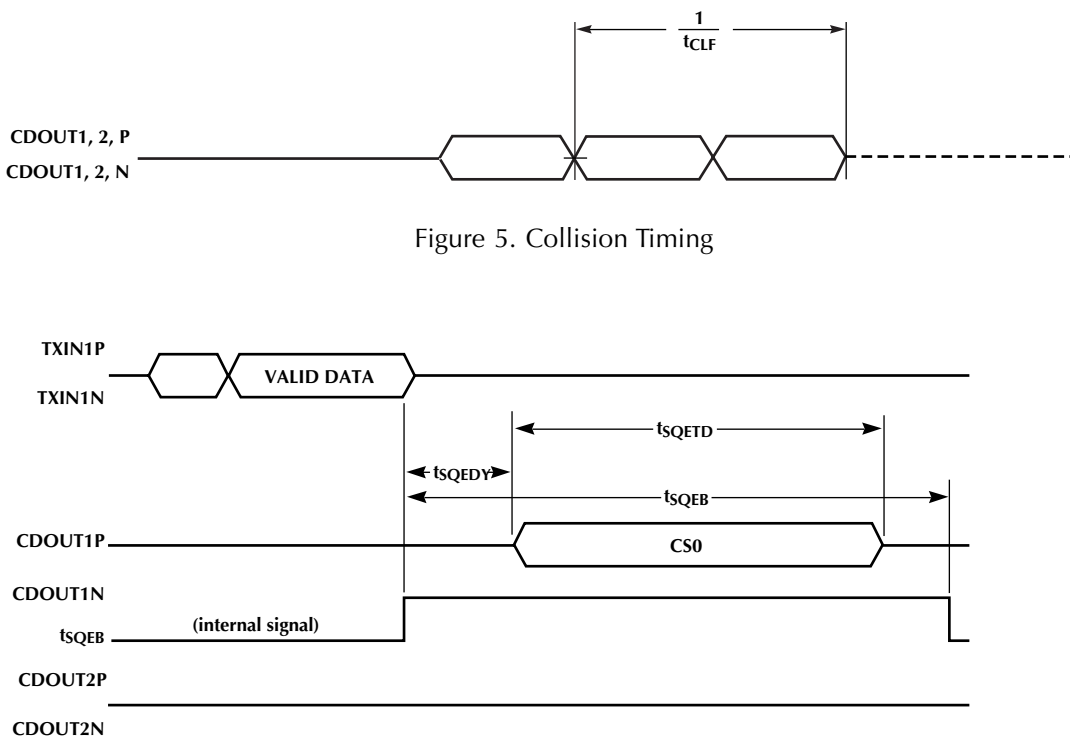 1
tCLF
CDOUT1, 2, P
CDOUT1, 2, N
Figure 5. Collision Timing
TXIN1P
VALID DATA
TXIN1N
tSQETD
tSQEDY
tSQEB
CDOUT1P
CS0
CDOUT1N
(internal signal)
tSQEB
CDOUT2P
CDOUT2N